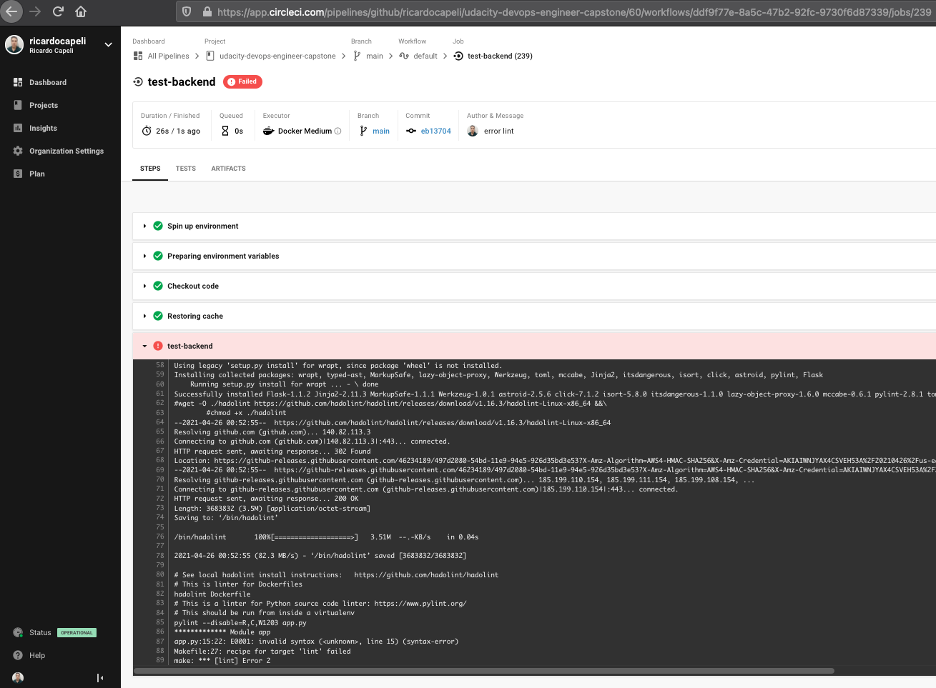 https://app.circleci.com/pipelines/github/ricardocapeli/udacity-devops-engineer-capstone/60/workflows/ddf9f77e-8a5c-47b2-92fc-9730f6d87339/jobs/239
ricardocapeli
Ricardo Capeli
Dashboard
Projects
Insights
Organization Settings
Plan
Status OPERATIONAL
Help
Dashboard Project Branch Workflow Job
All Pipelines udacity-devops-engineer-capstone main default test-backend (239)
test-backend Failed
Duration / Finished Queued Executor Branch Commit Author & Message
26s / 1s ago 0s Docker Medium main eb13704 error lint
STEPS TESTS ARTIFACTS
Spin up environment
Preparing environment variables
Checkout code
Restoring cache
test-backend
58 Using legacy 'setup.py install' for wrapt, since package 'wheel' is not installed.
59 Installing collected packages: wrapt, typed-ast, MarkupSafe, lazy-object-proxy, Werkzeug, toml, mccabe, Jinja2, itsdangerous, isort, click, astroid, pylint, Flask
60 Running setup.py install for wrapt ... - \ done
61 Successfully installed Flask-1.1.2 Jinja2-2.11.3 MarkupSafe-1.1.1 Werkzeug-1.0.1 astroid-2.5.6 click-7.1.2 isort-5.8.0 itsdangerous-1.1.0 lazy-object-proxy-1.6.0 mccabe-0.6.1 pylint-2.8.1 tom
62 #wget -O ./hadolint https://github.com/hadolint/hadolint/releases/download/v1.16.3/hadolint-Linux-x86_64 &&\
63 #chmod +x ./hadolint
64 --2021-04-26 00:52:55-- https://github.com/hadolint/hadolint/releases/download/v1.16.3/hadolint-Linux-x86_64
65 Resolving github.com (github.com)... 140.82.113.3
66 Connecting to github.com (github.com)|140.82.113.3|:443... connected.
67 HTTP request sent, awaiting response... 302 Found
68 Location: https://github-releases.githubusercontent.com/46234189/497d2080-54bd-11e9-94e5-926d35bd3e53?X-Amz-Algorithm=AWS4-HMAC-SHA256&X-Amz-Credential=AKIAIWNJYAX4CSVEH53A%2F20210426%2Fus-e
69 --2021-04-26 00:52:55-- https://github-releases.githubusercontent.com/46234189/497d2080-54bd-11e9-94e5-926d35bd3e53?X-Amz-Algorithm=AWS4-HMAC-SHA256&X-Amz-Credential=AKIAIWNJYAX4CSVEH53A%2F
70 Resolving github-releases.githubusercontent.com (github-releases.githubusercontent.com)... 185.199.110.154, 185.199.111.154, 185.199.108.154, ...
71 Connecting to github-releases.githubusercontent.com (github-releases.githubusercontent.com)|185.199.110.154|:443... connected.
72 HTTP request sent, awaiting response... 200 OK
73 Length: 3683832 (3.5M) [application/octet-stream]
74 Saving to: '/bin/hadolint'
75
76 /bin/hadolint 100%[===================>] 3.51M --.-KB/s in 0.04s
77
78 2021-04-26 00:52:55 (82.3 MB/s) - '/bin/hadolint' saved [3683832/3683832]
79
80 # See local hadolint install instructions: https://github.com/hadolint/hadolint
81 # This is linter for Dockerfiles
82 hadolint Dockerfile
83 # This is a linter for Python source code linter: https://www.pylint.org/
84 # This should be run from inside a virtualenv
85 pylint --disable=R,C,W1203 app.py
86 ************* Module app
87 app.py:15:22: E0001: invalid syntax (<unknown>, line 15) (syntax-error)
88 Makefile:27: recipe for target 'lint' failed
89 make: *** [lint] Error 2